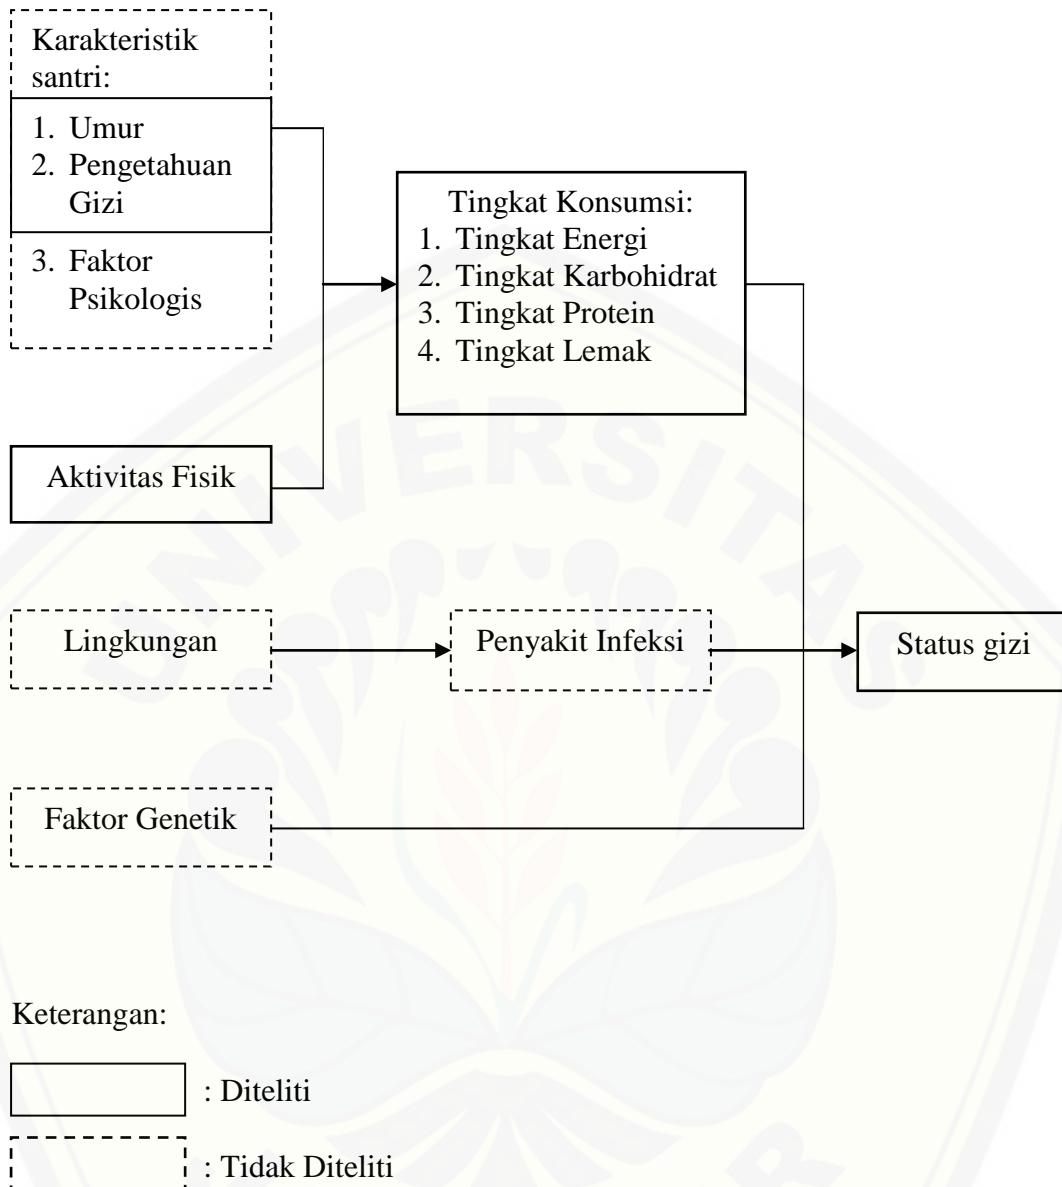 Karakteristik
santri:
1. Umur
2. Pengetahuan
Gizi
3. Faktor
Psikologis
Tingkat Konsumsi:
1. Tingkat Energi
2. Tingkat Karbohidrat
3. Tingkat Protein
4. Tingkat Lemak
Aktivitas Fisik
Lingkungan
Penyakit Infeksi
Status gizi
Faktor Genetik
Keterangan:
: Diteliti
: Tidak Diteliti
UNIVERSITAS